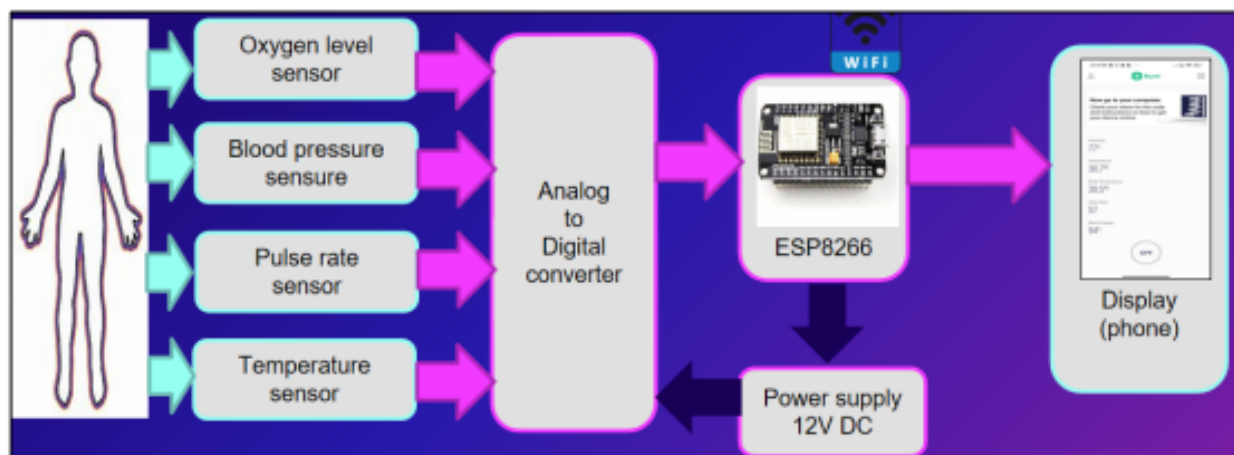 Oxygen level
sensor
Blood pressure
sensure
Pulse rate
sensor
Temperature
sensor
Analog
to
Digital
converter
WiFi
ESP8266
Power supply
12V DC
Display
(phone)